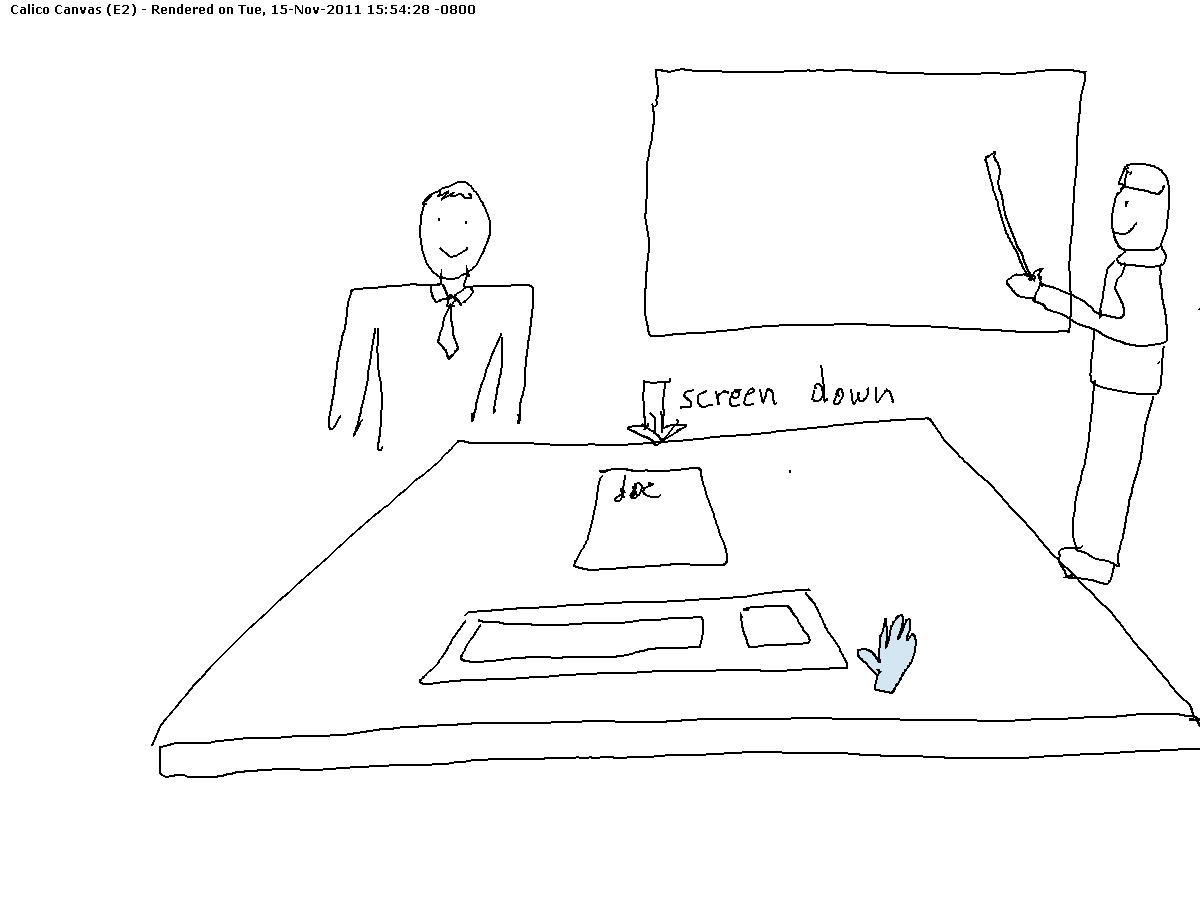 Calico Canvas (E2) - Rendered on Tue, 15-Nov-2011 15:54:28 -0800
screen down
doc